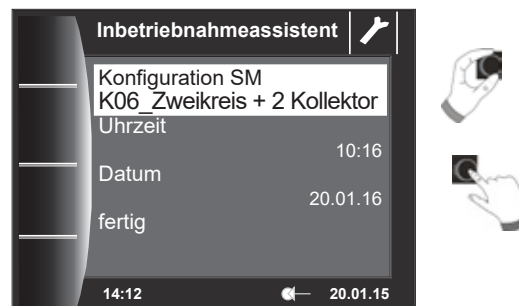 Inbetriebnahmeassistent
Konfiguration SM
K06_Zweikreis + 2 Kollektor
Uhrzeit
10:16
Datum
20.01.16
fertig
14:12 20.01.15